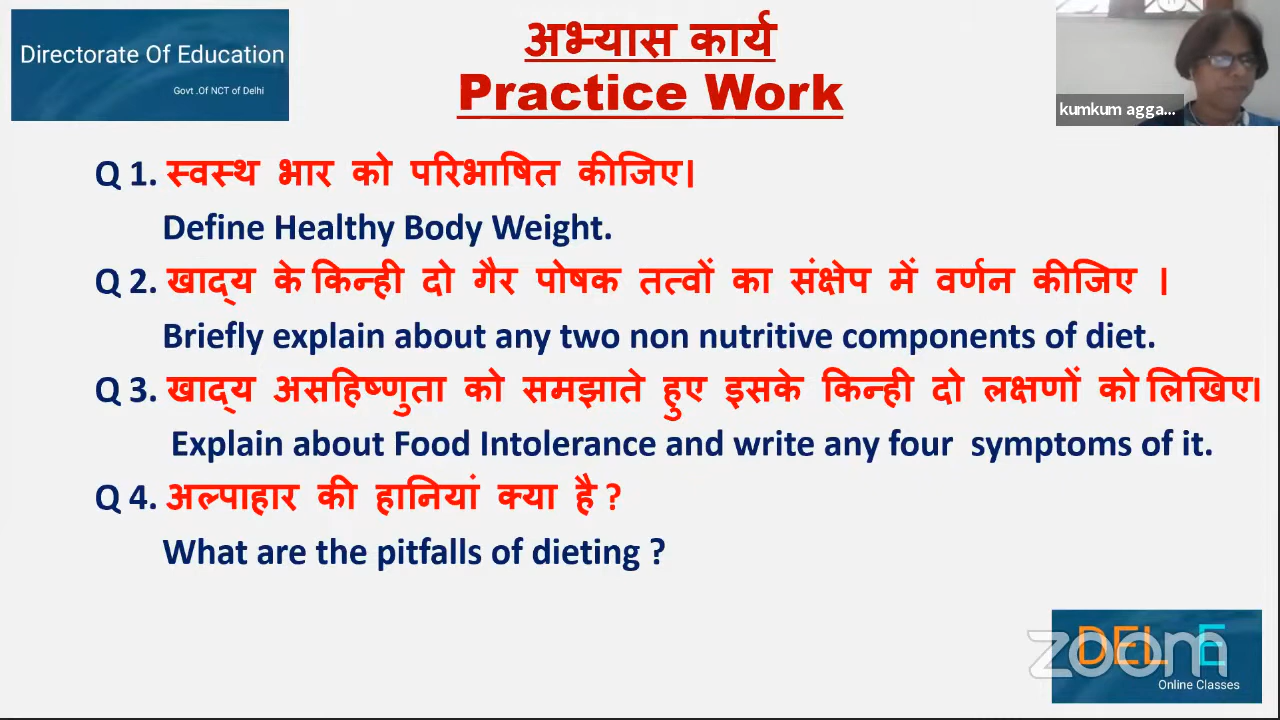 Directorate Of Education
Govt .Of NCT of Delhi
अभ्यास कार्य
Practice Work
kumkum agga...
Q 1. स्वस्थ भार को परिभाषित कीजिए।
Define Healthy Body Weight.
Q 2. खाद्य के किन्ही दो गैर पोषक तत्वों का संक्षेप में वर्णन कीजिए ।
Briefly explain about any two non nutritive components of diet.
Q 3. खाद्य असहिष्णुता को समझाते हुए इसके किन्ही दो लक्षणों को लिखिए।
Explain about Food Intolerance and write any four symptoms of it.
Q 4. अल्पाहार की हानियां क्या है ?
What are the pitfalls of dieting ?
zoom
Online Classes